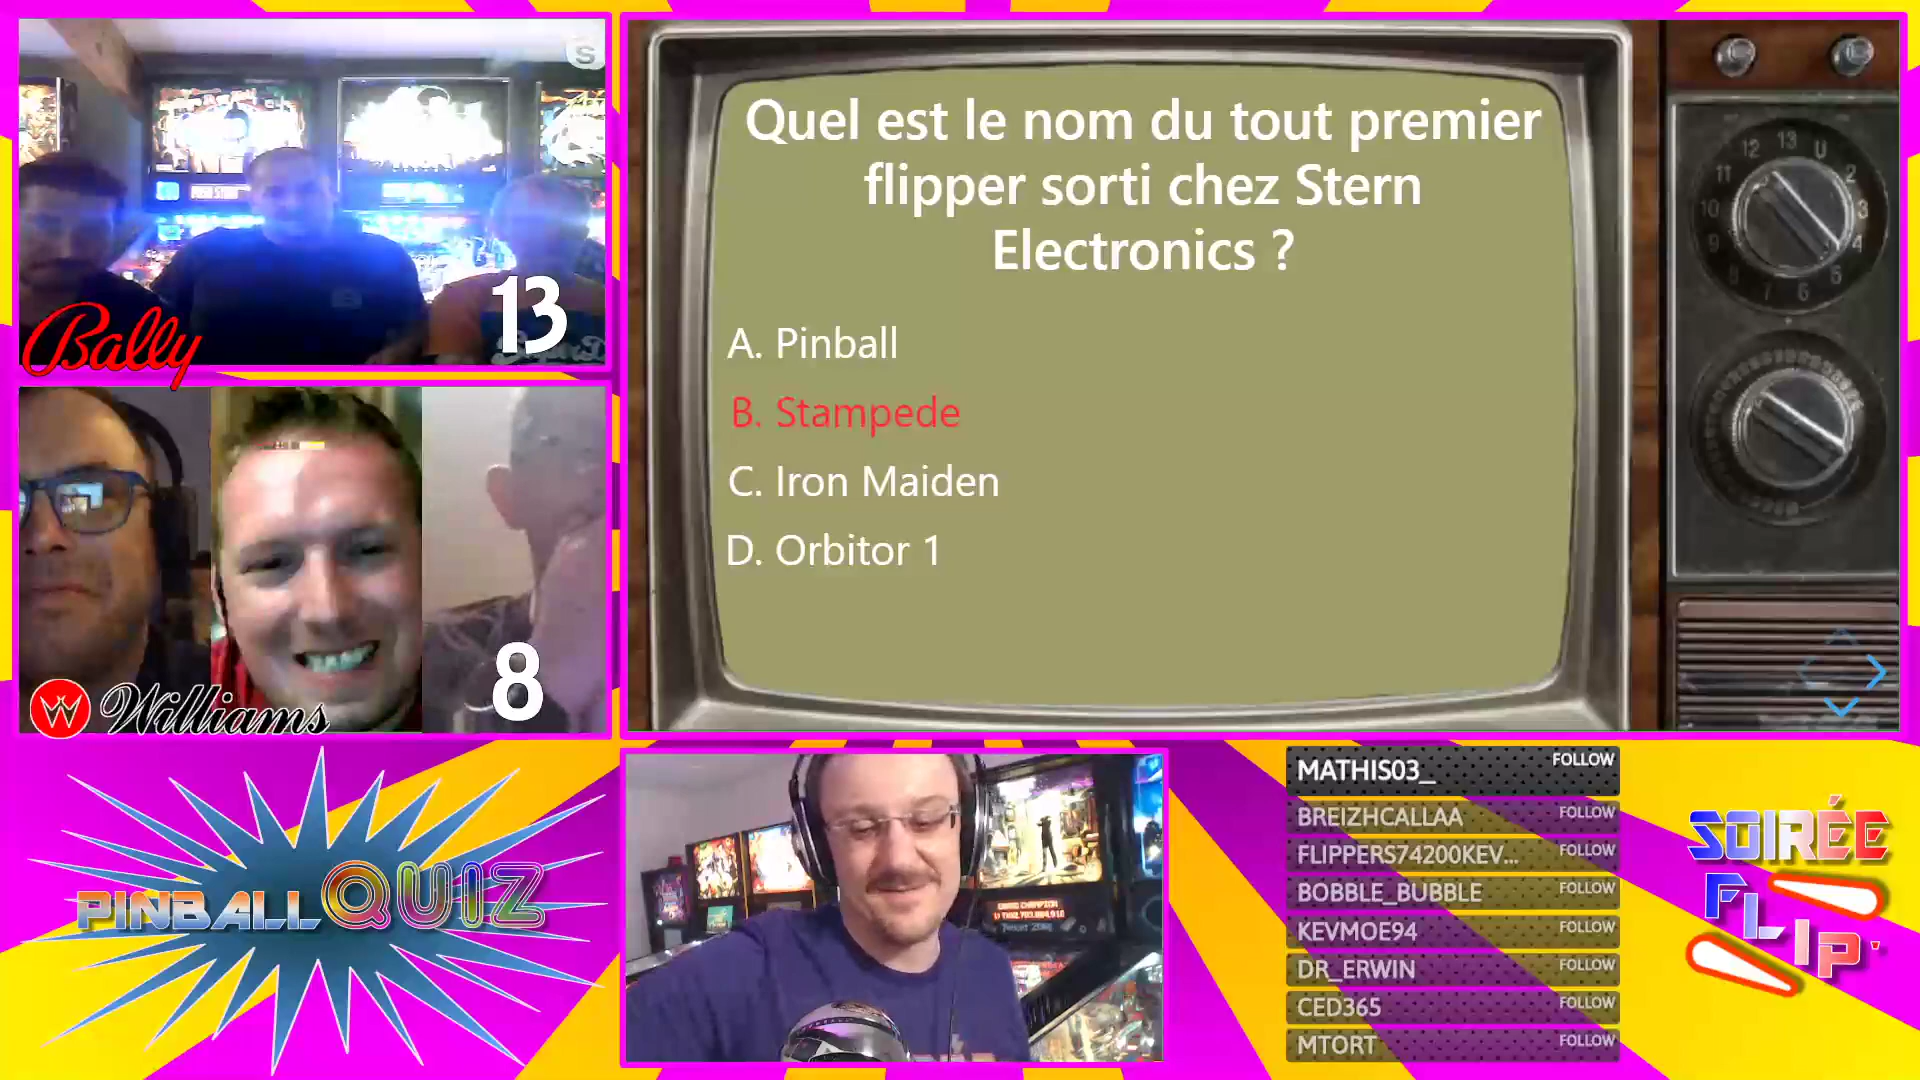 Bally
13
Williams
8
Quel est le nom du tout premier
flipper sorti chez Stern
Electronics ?
A. Pinball
B. Stampede
C. Iron Maiden
D. Orbitor 1
PINBALL QUIZ
MATHIS03_ FOLLOW
BREIZHCALLAA FOLLOW
FLIPPERS74200KEV... FOLLOW
BOBBLE_BUBBLE FOLLOW
KEVMOE94 FOLLOW
DR_ERWIN FOLLOW
CED365 FOLLOW
MTORT FOLLOW
SOIRÉE
FLIP'